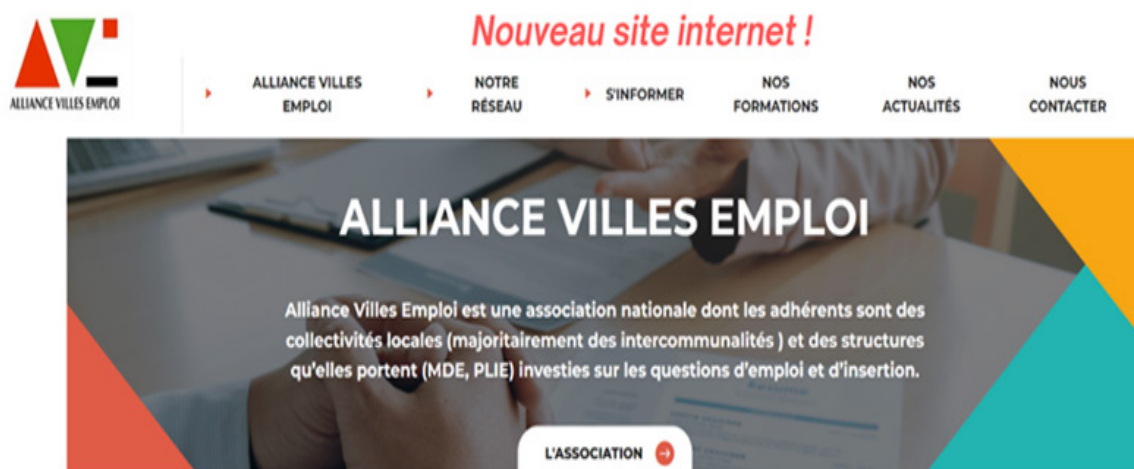 Nouveau site internet !
ALLIANCE VILLES EMPLOI
ALLIANCE VILLES
EMPLOI
NOTRE
RÉSEAU
S'INFORMER
NOS
FORMATIONS
NOS
ACTUALITÉS
NOUS
CONTACTER
ALLIANCE VILLES EMPLOI
Alliance Villes Emploi est une association nationale dont les adhérents sont des
collectivités locales (majoritairement des intercommunalités ) et des structures
qu'elles portent (MDE, PLIE) investies sur les questions d'emploi et d'insertion.
L'ASSOCIATION